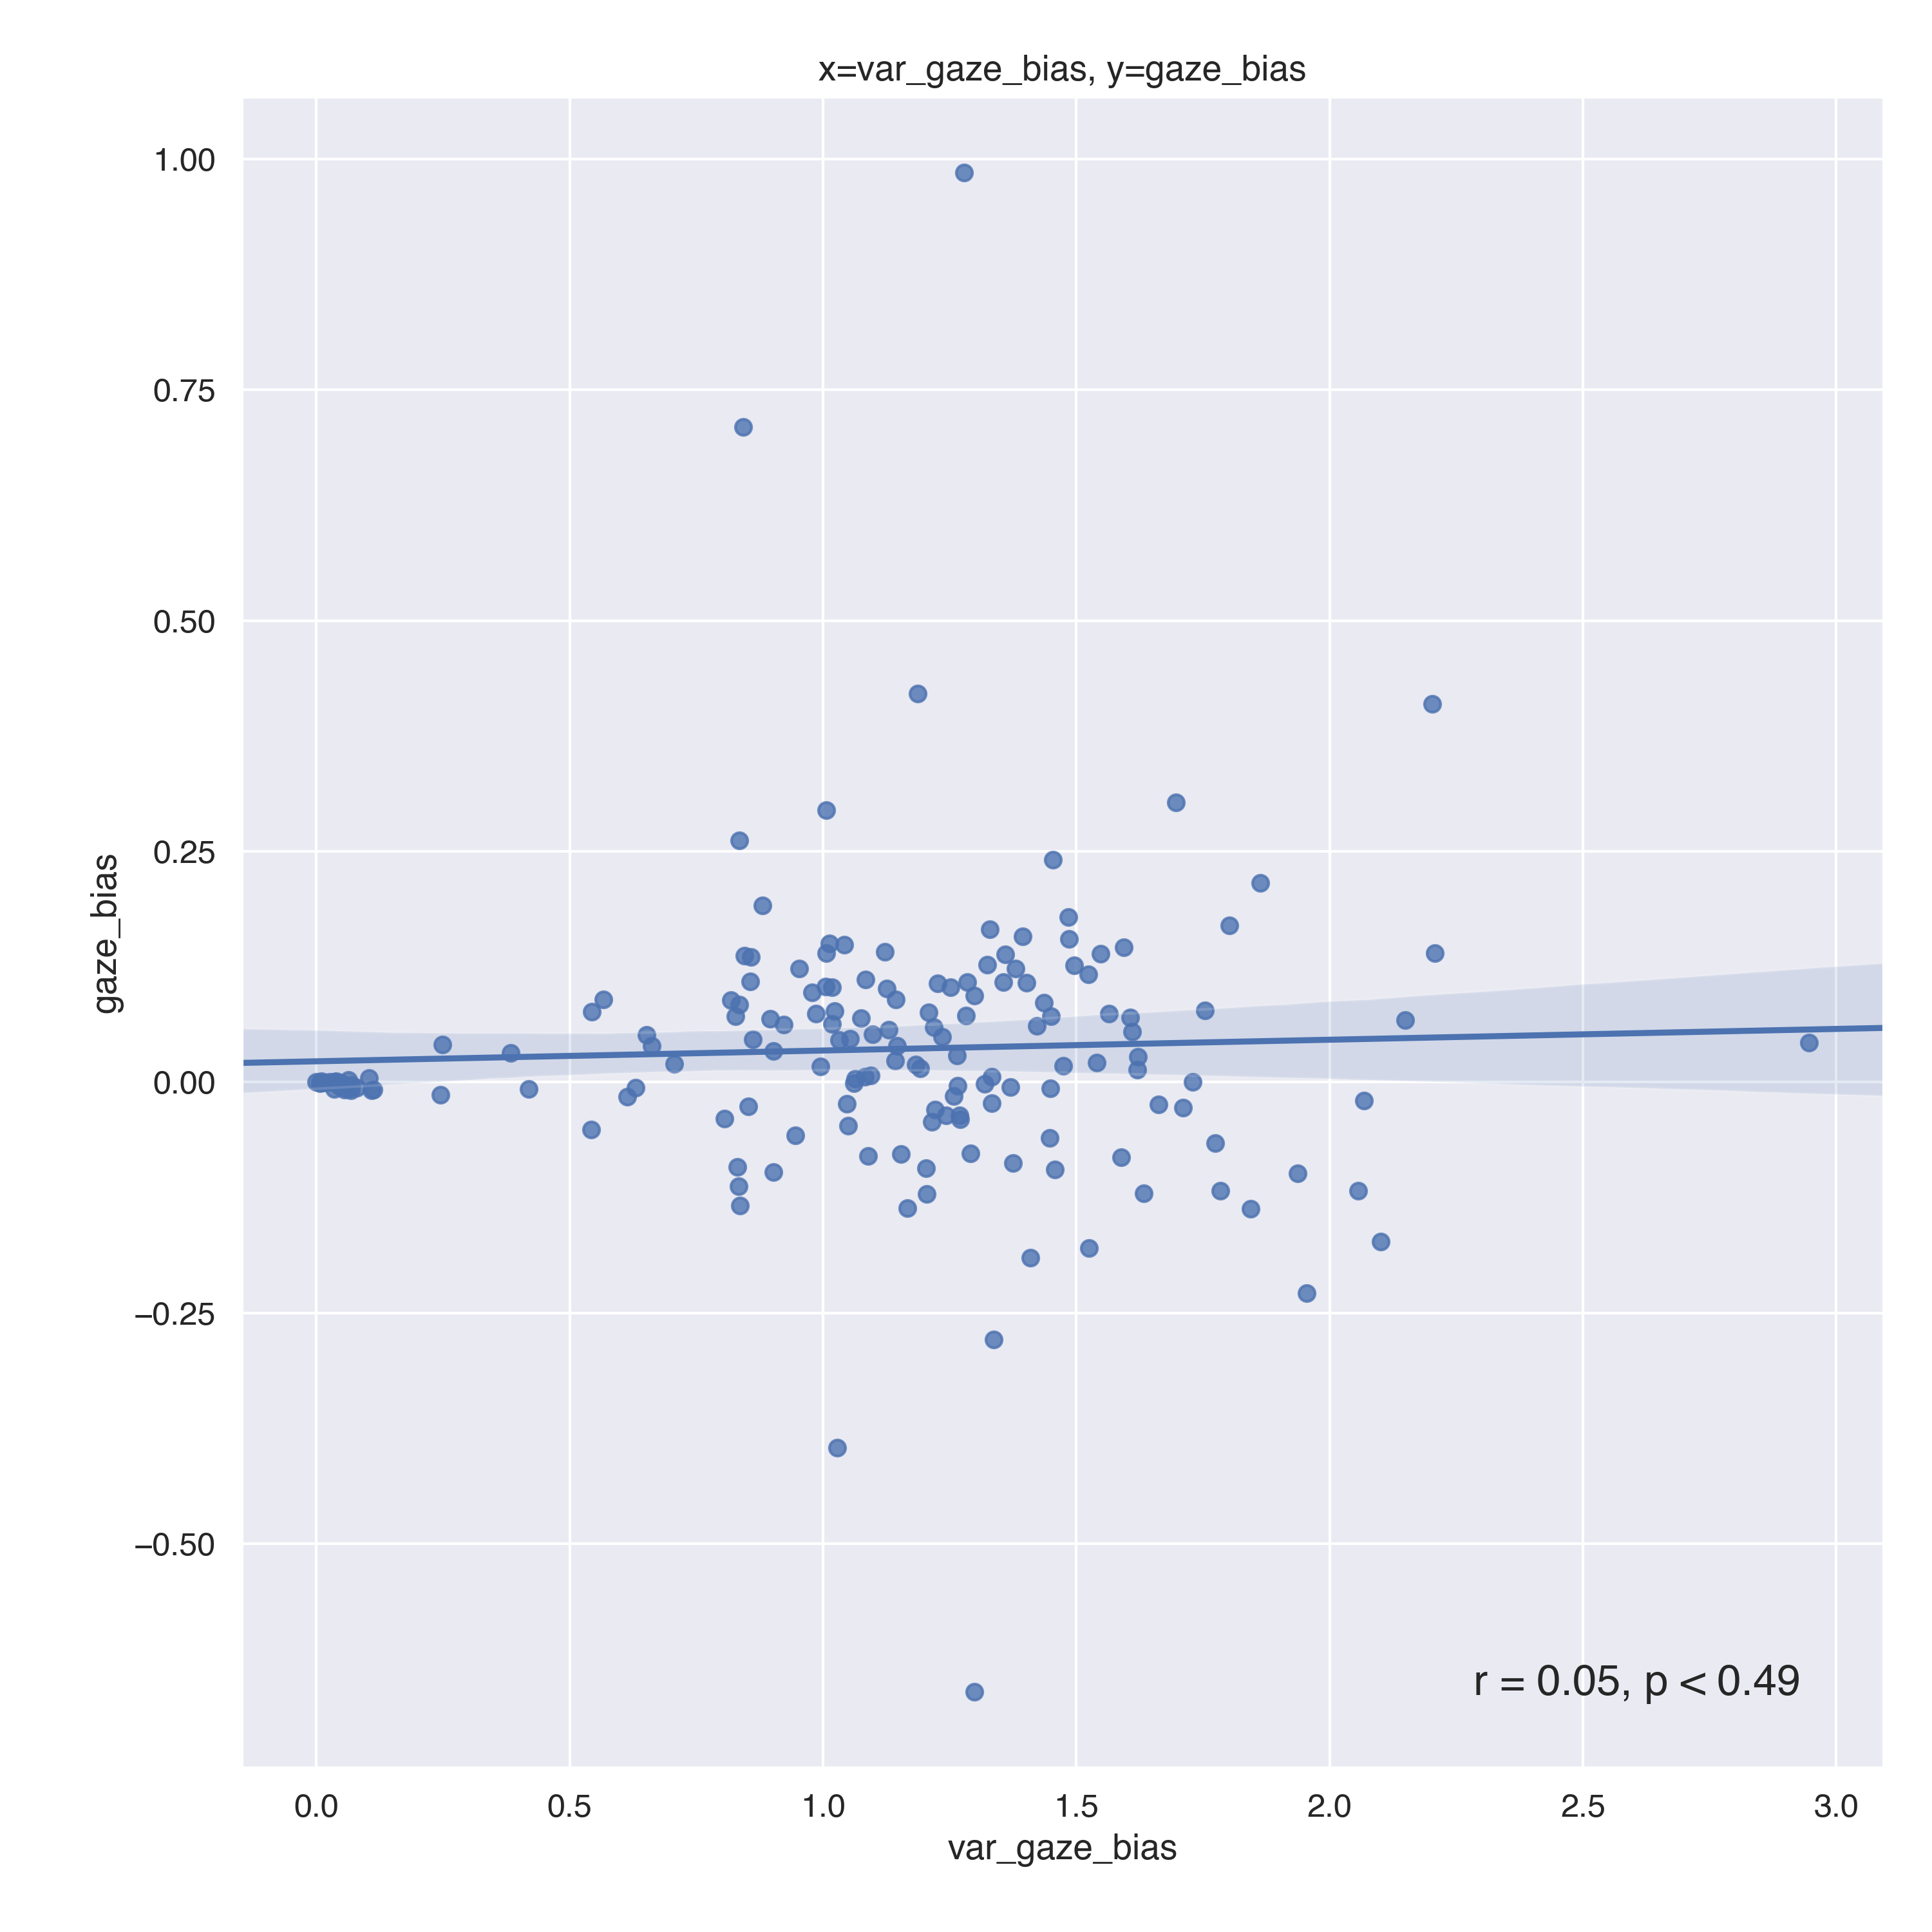 x=var_gaze_bias, y=gaze_bias
1.00
0.75
0.50
0.25
0.00
−0.25
−0.50
gaze_bias
r = 0.05, p < 0.49
0.0 0.5 1.0 1.5 2.0 2.5 3.0
var_gaze_bias